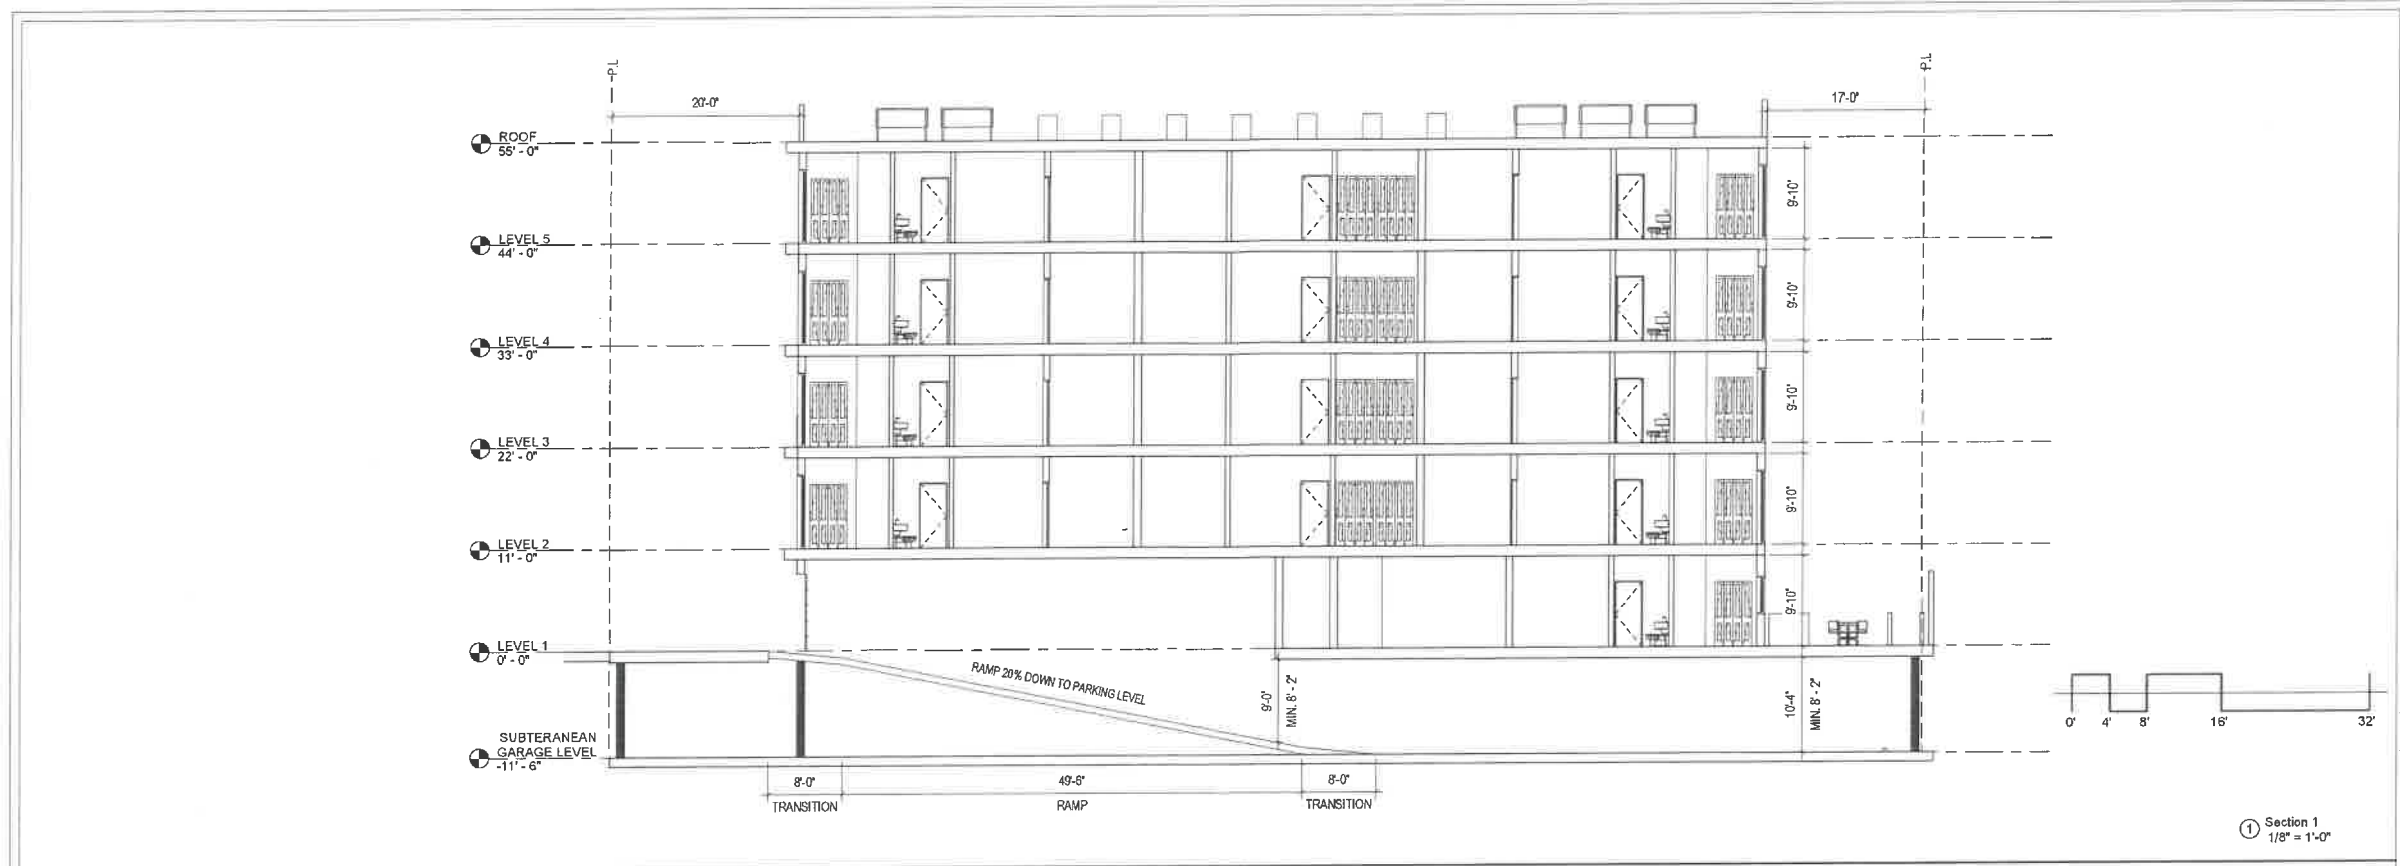 P.L
P.L
20'-0"
17'-0"
ROOF
55' - 0"
9'-10"
LEVEL 5
44' - 0"
9'-10"
LEVEL 4
33' - 0"
9'-10"
LEVEL 3
22' - 0"
9'-10"
LEVEL 2
11' - 0"
9'-10"
LEVEL 1
0' - 0"
RAMP 20% DOWN TO PARKING LEVEL
9'-0"
MIN. 8' - 2"
10'-4"
MIN. 8' - 2"
SUBTERANEAN
GARAGE LEVEL
-11' - 6"
8'-0"
49'-6"
8'-0"
TRANSITION
RAMP
TRANSITION
0' 4' 8' 16' 32'
1 Section 1
1/8" = 1'-0"